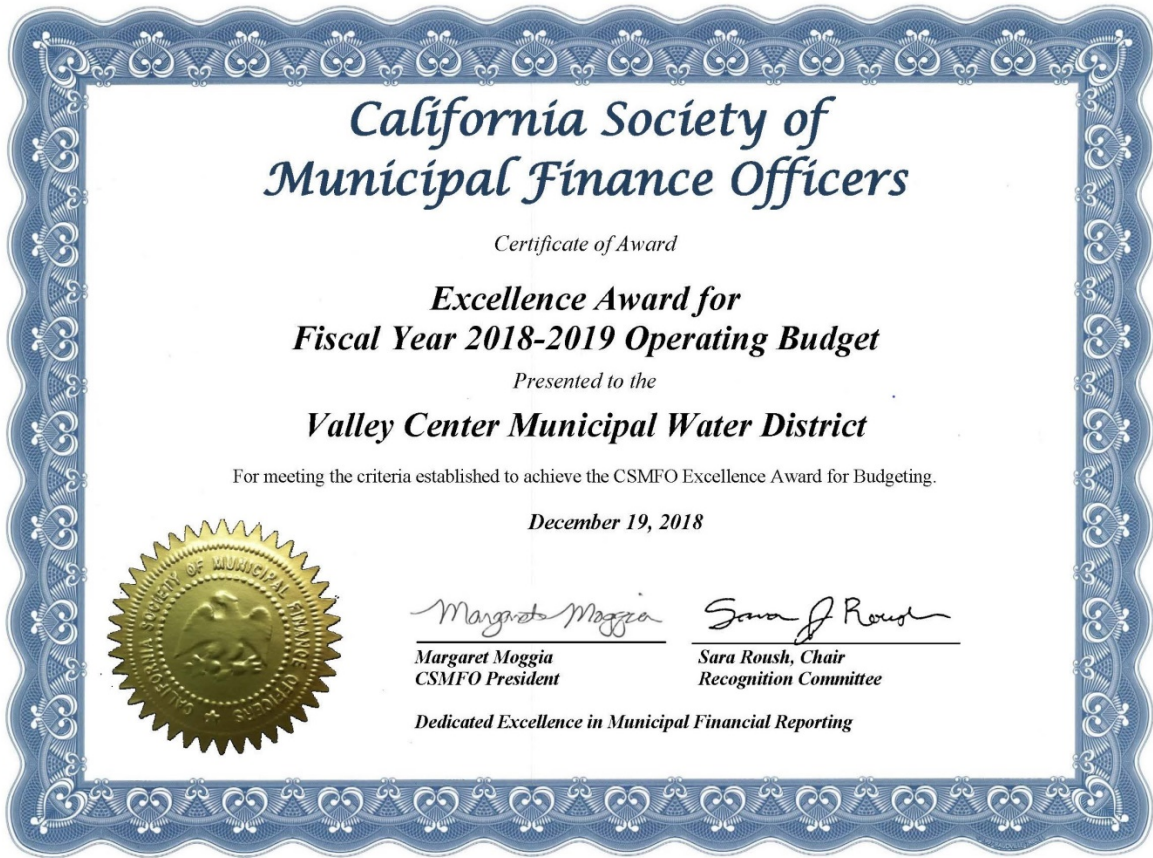 California Society of
Municipal Finance Officers
Certificate of Award
Excellence Award for
Fiscal Year 2018-2019 Operating Budget
Presented to the
Valley Center Municipal Water District
For meeting the criteria established to achieve the CSMFO Excellence Award for Budgeting.
December 19, 2018
CALIFORNIA SOCIETY OF MUNICIPAL FINANCE OFFICERS
Margaret Moggia
Sara J Roush
Margaret Moggia
CSMFO President
Sara Roush, Chair
Recognition Committee
Dedicated Excellence in Municipal Financial Reporting